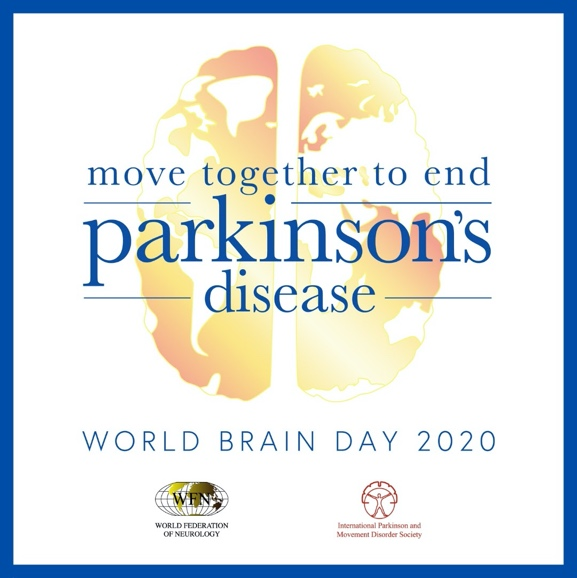 move together to end
parkinson's
disease
WORLD BRAIN DAY 2020
WFN
WORLD FEDERATION
OF NEUROLOGY
International Parkinson and
Movement Disorder Society